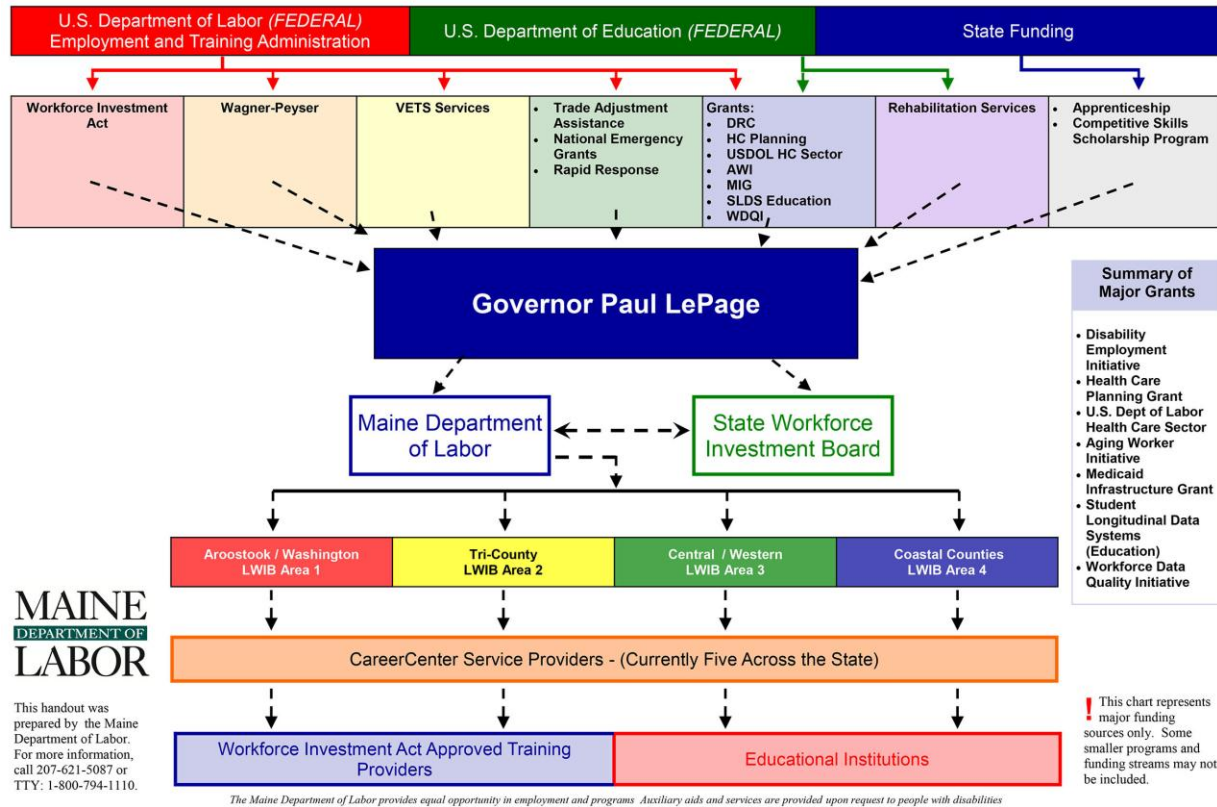 U.S. Department of Labor (FEDERAL)
Employment and Training Administration
U.S. Department of Education (FEDERAL)
State Funding
Workforce Investment
Act
Wagner-Peyser
VETS Services
• Trade Adjustment
Assistance
• National Emergency
Grants
• Rapid Response
Grants:
• DRC
• HC Planning
• USDOL HC Sector
• AWI
• MIG
• SLDS Education
• WDQI
Rehabilitation Services
• Apprenticeship
• Competitive Skills
Scholarship Program
Governor Paul LePage
Summary of
Major Grants
• Disability
Employment
Initiative
• Health Care
Planning Grant
• U.S. Dept of Labor
Health Care Sector
• Aging Worker
Initiative
• Medicaid
Infrastructure Grant
• Student
Longitudinal Data
Systems
(Education)
• Workforce Data
Quality Initiative
Maine Department
of Labor
State Workforce
Investment Board
Aroostook / Washington
LWIB Area 1
Tri-County
LWIB Area 2
Central / Western
LWIB Area 3
Coastal Counties
LWIB Area 4
MAINE
DEPARTMENT OF
LABOR
CareerCenter Service Providers - (Currently Five Across the State)
This handout was
prepared by the Maine
Department of Labor.
For more information,
call 207-621-5087 or
TTY: 1-800-794-1110.
Workforce Investment Act Approved Training
Providers
Educational Institutions
! This chart represents
major funding
sources only. Some
smaller programs and
funding streams may not
be included.
The Maine Department of Labor provides equal opportunity in employment and programs Auxiliary aids and services are provided upon request to people with disabilities